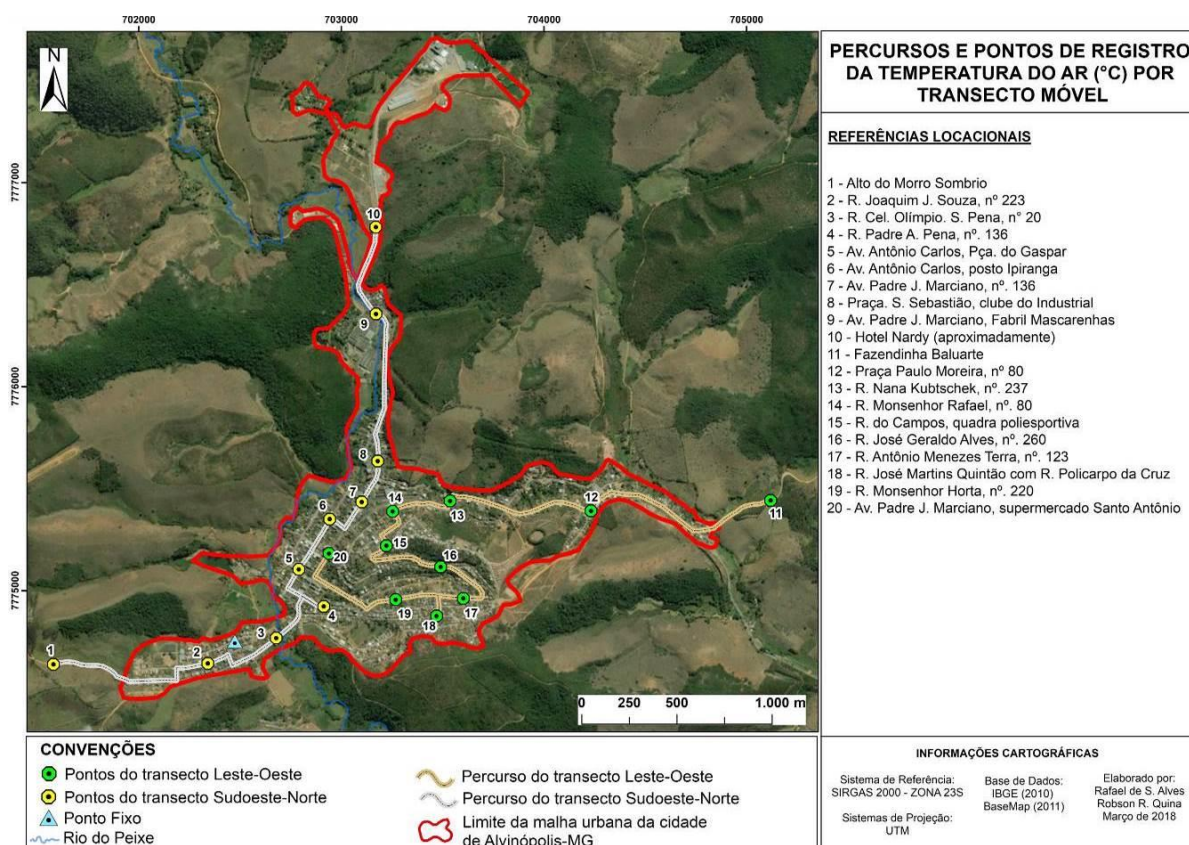 702000
703000
704000
705000
N
7777000
7776000
7775000
10
9
8
7
14
13
12
11
6
15
5
20
16
4
19
18
17
3
2
1
0 250 500 1.000 m
PERCURSOS E PONTOS DE REGISTRO
DA TEMPERATURA DO AR (°C) POR
TRANSECTO MÓVEL
REFERÊNCIAS LOCACIONAIS
1 - Alto do Morro Sombrio
2 - R. Joaquim J. Souza, nº 223
3 - R. Cel. Olímpio. S. Pena, n° 20
4 - R. Padre A. Pena, nº. 136
5 - Av. Antônio Carlos, Pça. do Gaspar
6 - Av. Antônio Carlos, posto Ipiranga
7 - Av. Padre J. Marciano, nº. 136
8 - Praça. S. Sebastião, clube do Industrial
9 - Av. Padre J. Marciano, Fabril Mascarenhas
10 - Hotel Nardy (aproximadamente)
11 - Fazendinha Baluarte
12 - Praça Paulo Moreira, nº 80
13 - R. Nana Kubtschek, nº. 237
14 - R. Monsenhor Rafael, nº. 80
15 - R. do Campos, quadra poliesportiva
16 - R. José Geraldo Alves, nº. 260
17 - R. Antônio Menezes Terra, nº. 123
18 - R. José Martins Quintão com R. Policarpo da Cruz
19 - R. Monsenhor Horta, nº. 220
20 - Av. Padre J. Marciano, supermercado Santo Antônio
CONVENÇÕES
Pontos do transecto Leste-Oeste
Pontos do transecto Sudoeste-Norte
Ponto Fixo
Rio do Peixe
Percurso do transecto Leste-Oeste
Percurso do transecto Sudoeste-Norte
Limite da malha urbana da cidade
de Alvinópolis-MG
INFORMAÇÕES CARTOGRÁFICAS
Sistema de Referência:
SIRGAS 2000 - ZONA 23S
Sistemas de Projeção:
UTM
Base de Dados:
IBGE (2010)
BaseMap (2011)
Elaborado por:
Rafael de S. Alves
Robson R. Quina
Março de 2018